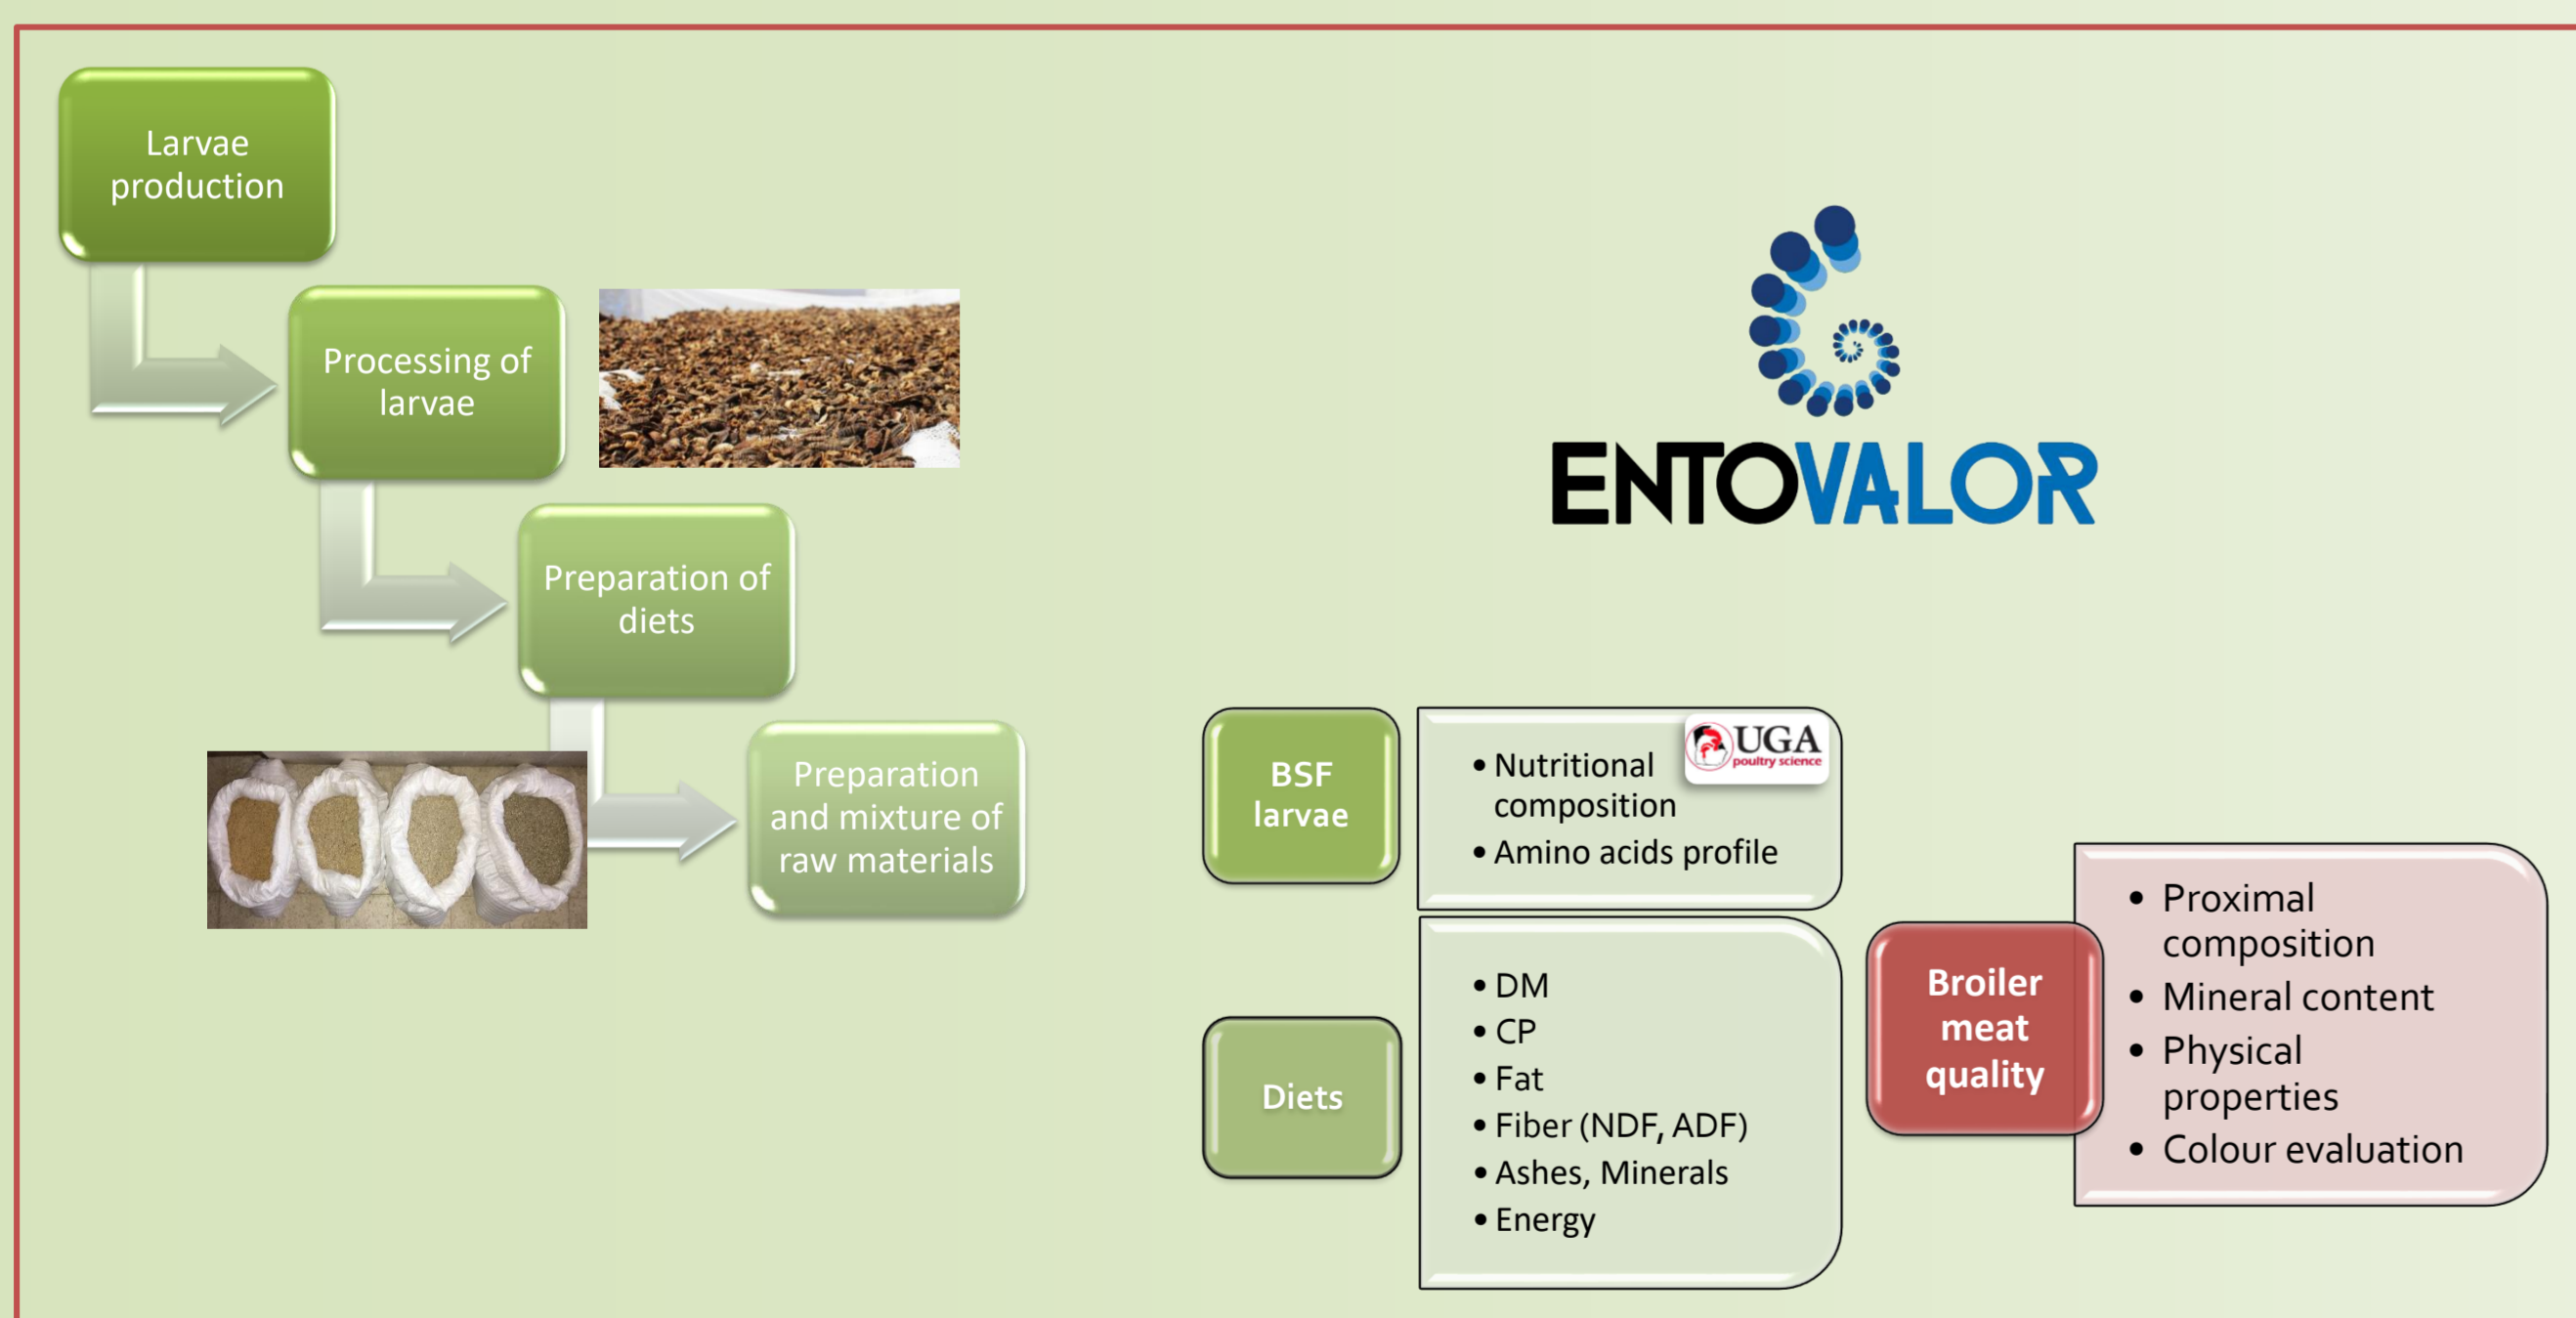 Larvae
production
Processing of
larvae
Preparation of
diets
Preparation
and mixture of
raw materials
ENTOVALOR
BSF
larvae
• Nutritional
composition
• Amino acids profile
UGA
poultry science
Diets
• DM
• CP
• Fat
• Fiber (NDF, ADF)
• Ashes, Minerals
• Energy
Broiler
meat
quality
• Proximal
composition
• Mineral content
• Physical
properties
• Colour evaluation